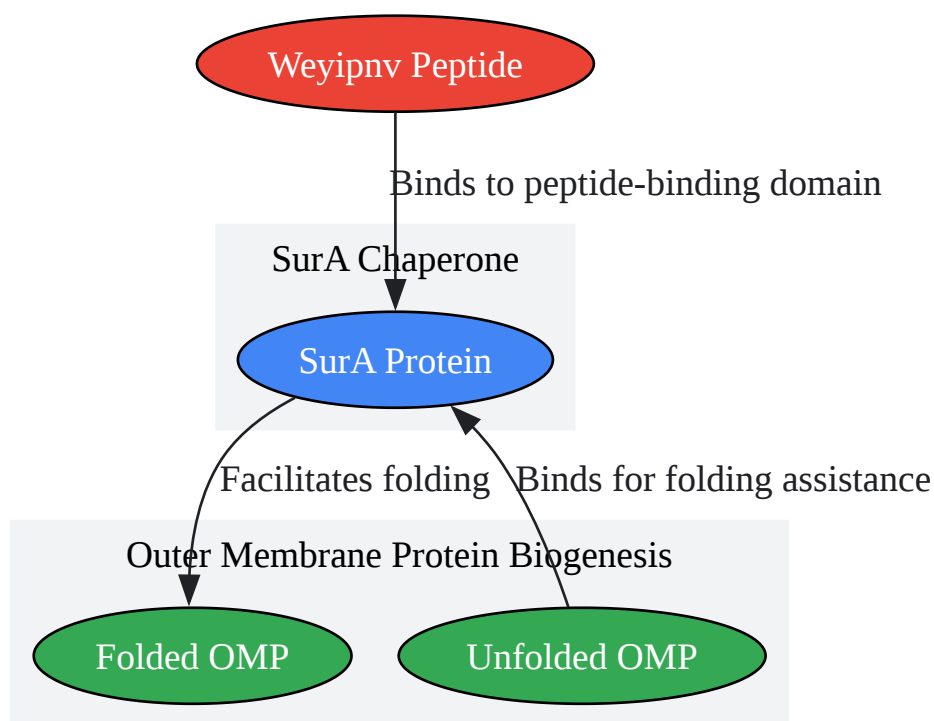 Weyipnv Peptide
Binds to peptide-binding domain
SurA Chaperone
SurA Protein
Facilitates folding
Binds for folding assistance
Outer Membrane Protein Biogenesis
Folded OMP
Unfolded OMP